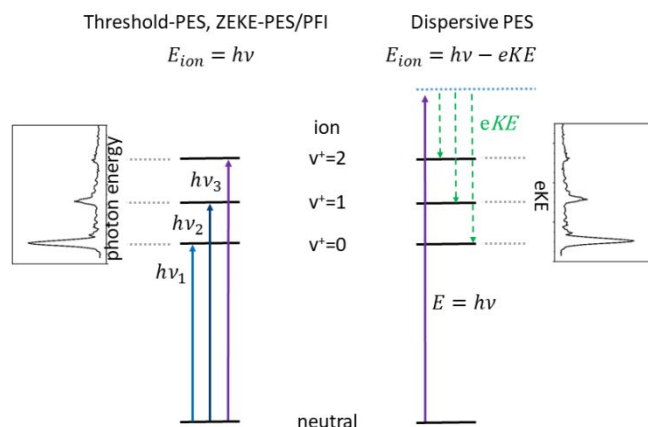 Threshold-PES, ZEKE-PES/PFI
Dispersive PES
E_ion = hν
E_ion = hν − eKE
ion
eKE
v⁺=2
photon energy
hν₃
v⁺=1
eKE
hν₂
v⁺=0
hν₁
E = hν
neutral